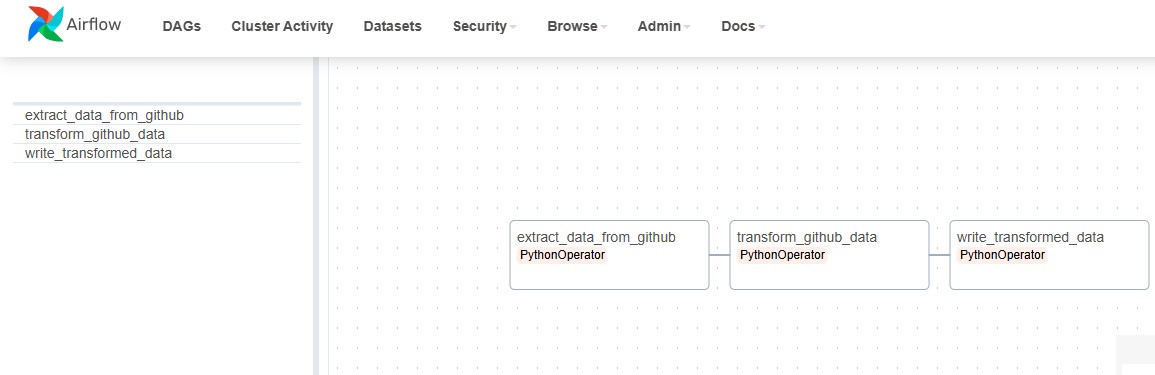 Airflow DAGs Cluster Activity Datasets Security Browse Admin Docs
extract_data_from_github
transform_github_data
write_transformed_data
extract_data_from_github transform_github_data write_transformed_data
PythonOperator PythonOperator PythonOperator